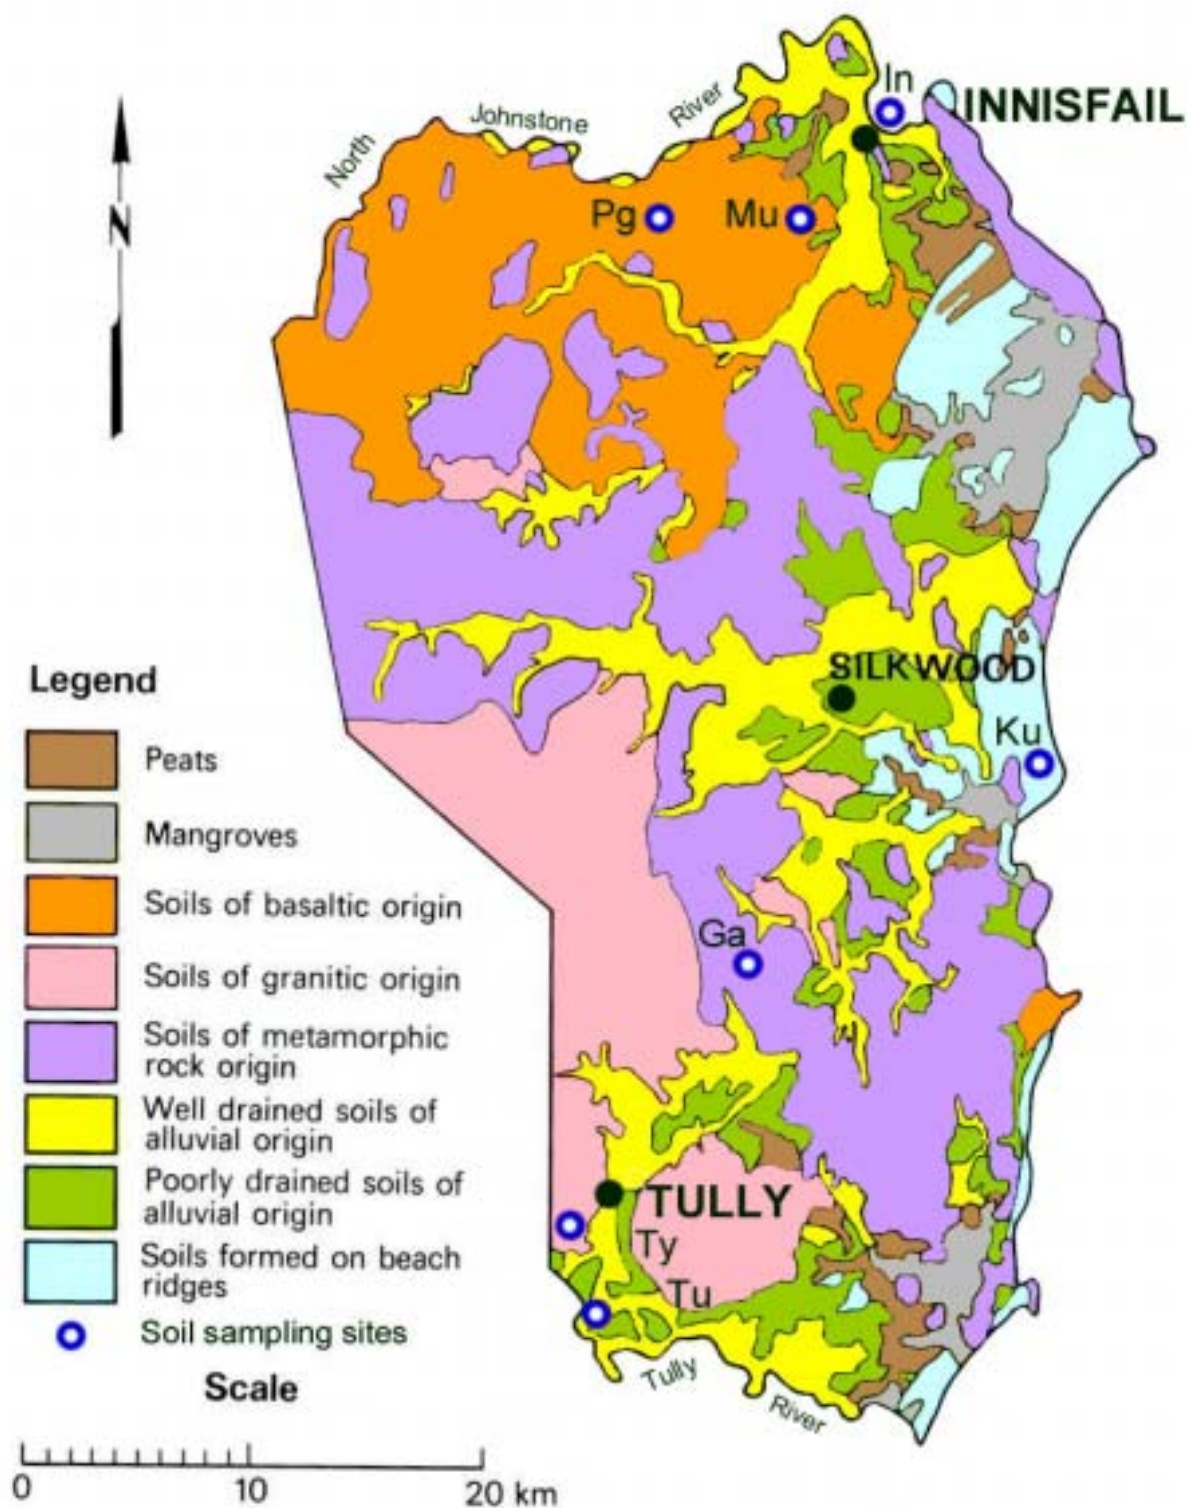 In
INNISFAIL
North
Johnstone
River
N
Pg
Mu
SILKWOOD
Ku
Ga
TULLY
Ty
Tu
Tully
River
Legend
Peats
Mangroves
Soils of basaltic origin
Soils of granitic origin
Soils of metamorphic
rock origin
Well drained soils of
alluvial origin
Poorly drained soils of
alluvial origin
Soils formed on beach
ridges
Soil sampling sites
Scale
0 10 20 km